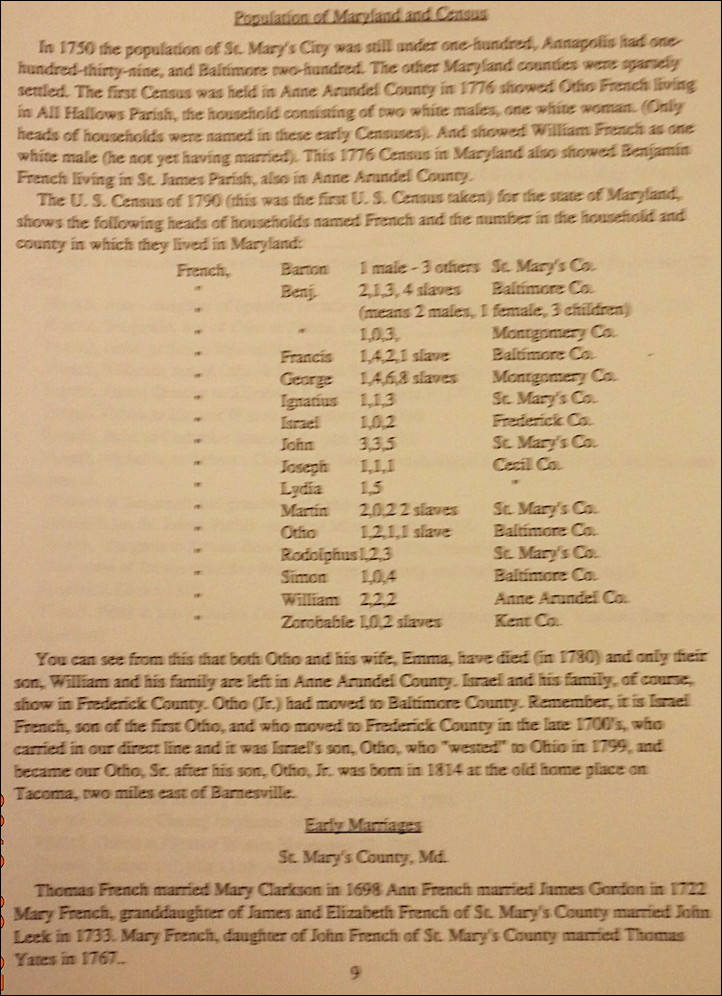 Population of Maryland and Census
In 1750 the population of St. Mary's City was still under one-hundred, Annapolis had one-
hundred-thirty-nine, and Baltimore two-hundred. The other Maryland counties were sparsely
settled. The first Census was held in Anne Arundel County in 1776 showed Otho French living
in All Hallows Parish, the household consisting of two white males, one white woman. (Only
heads of households were named in these early Censuses). And showed William French as one
white male (he not yet having married). This 1776 Census in Maryland also showed Benjamin
French living in St. James Parish, also in Anne Arundel County.
The U. S. Census of 1790 (this was the first U. S. Census taken) for the state of Maryland,
shows the following heads of households named French and the number in the household and
county in which they lived in Maryland:
French, Barton 1 male - 3 others St. Mary's Co.
" Benj. 2,1,3, 4 slaves Baltimore Co.
" (means 2 males, 1 female, 3 children)
" " 1,0,3, Montgomery Co.
" Francis 1,4,2,1 slave Baltimore Co.
" George 1,4,6,8 slaves Montgomery Co.
" Ignatius 1,1,3 St. Mary's Co.
" Israel 1,0,2 Frederick Co.
" John 3,3,5 St. Mary's Co.
" Joseph 1,1,1 Cecil Co.
" Lydia 1,5 "
" Martin 2,0,2 2 slaves St. Mary's Co.
" Otho 1,2,1,1 slave Baltimore Co.
" Rodolphus 1,2,3 St. Mary's Co.
" Simon 1,0,4 Baltimore Co.
" William 2,2,2 Anne Arundel Co.
" Zorobable 1,0,2 slaves Kent Co.
You can see from this that both Otho and his wife, Emma, have died (in 1780) and only their
son, William and his family are left in Anne Arundel County. Israel and his family, of course,
show in Frederick County. Otho (Jr.) had moved to Baltimore County. Remember, it is Israel
French, son of the first Otho, and who moved to Frederick County in the late 1700's, who
carried in our direct line and it was Israel's son, Otho, who "wested" to Ohio in 1799, and
became our Otho, Sr. after his son, Otho, Jr. was born in 1814 at the old home place on
Tacoma, two miles east of Barnesville.
Early Marriages
St. Mary's County, Md.
Thomas French married Mary Clarkson in 1698 Ann French married James Gordon in 1722
Mary French, granddaughter of James and Elizabeth French of St. Mary's County married John
Leek in 1733. Mary French, daughter of John French of St. Mary's County married Thomas
Yates in 1767..
9